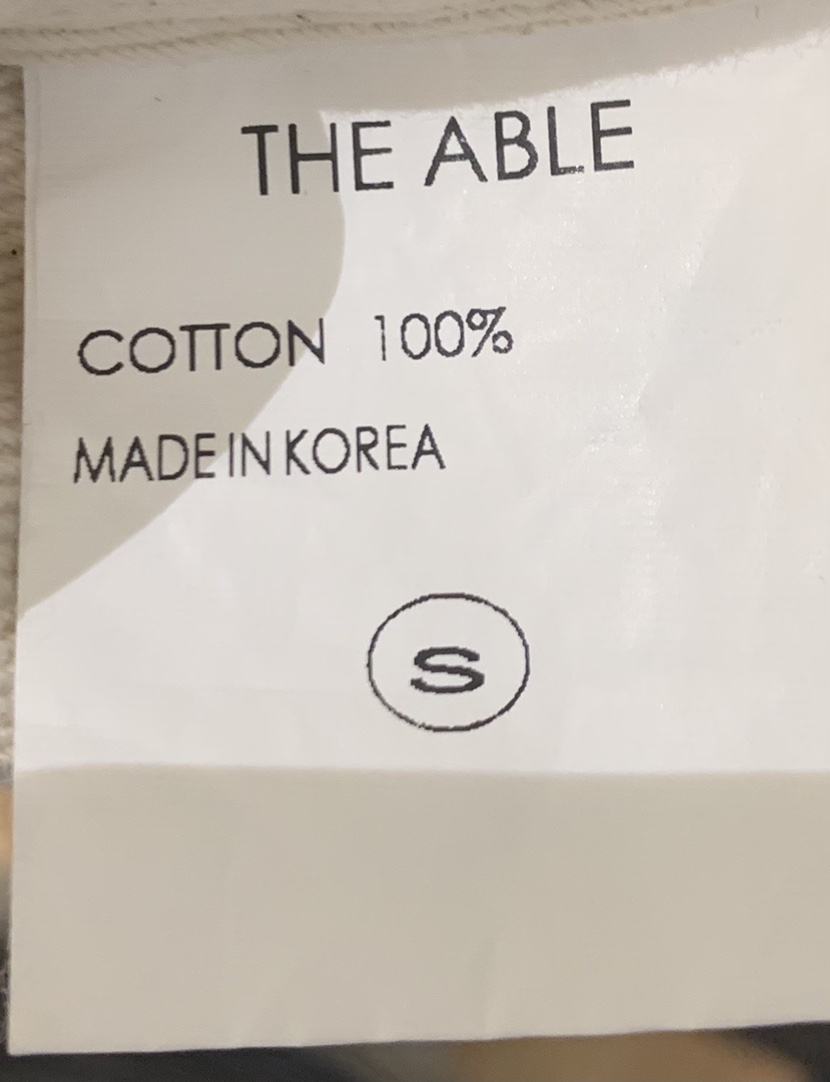 THE ABLE
COTTON 100%
MADE IN KOREA
S